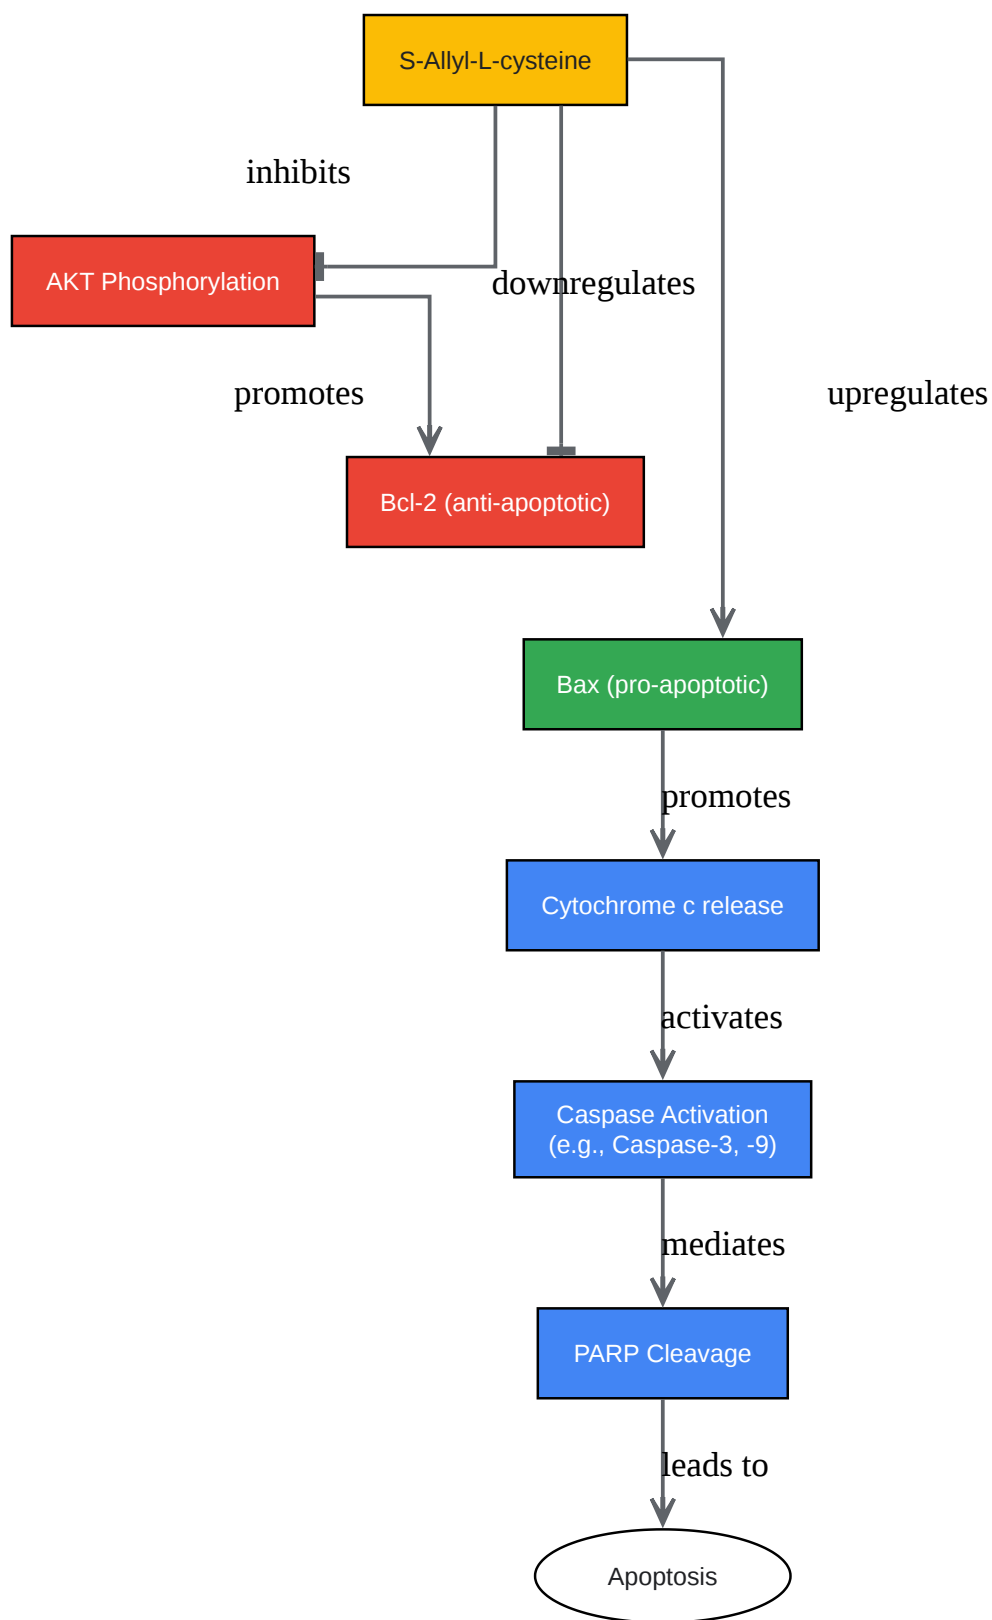 S-Allyl-L-cysteine
inhibits
AKT Phosphorylation
downregulates
promotes
upregulates
Bcl-2 (anti-apoptotic)
Bax (pro-apoptotic)
promotes
Cytochrome c release
activates
Caspase Activation
(e.g., Caspase-3, -9)
mediates
PARP Cleavage
leads to
Apoptosis